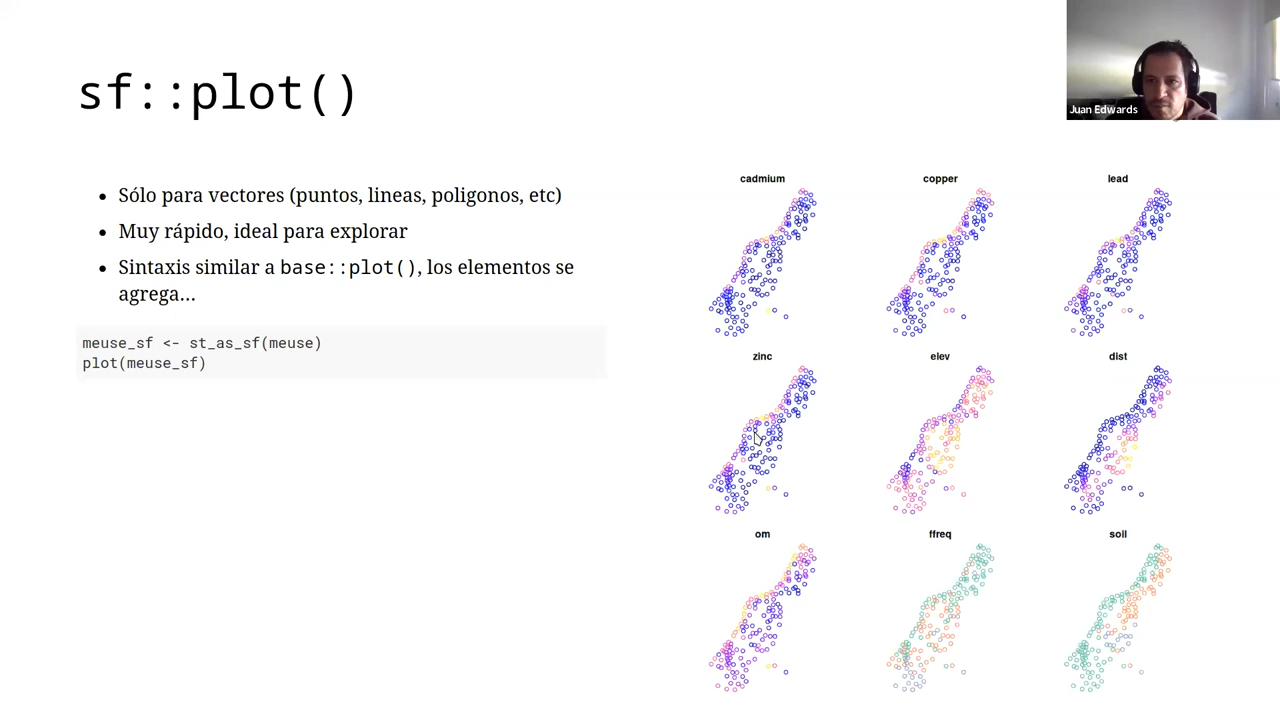 sf::plot()
Juan Edwards
Sólo para vectores (puntos, lineas, poligonos, etc)
Muy rápido, ideal para explorar
Sintaxis similar a base::plot(), los elementos se
agrega...
meuse_sf <- st_as_sf(meuse)
plot(meuse_sf)
cadmium
copper
lead
zinc
elev
dist
om
ffreq
soil